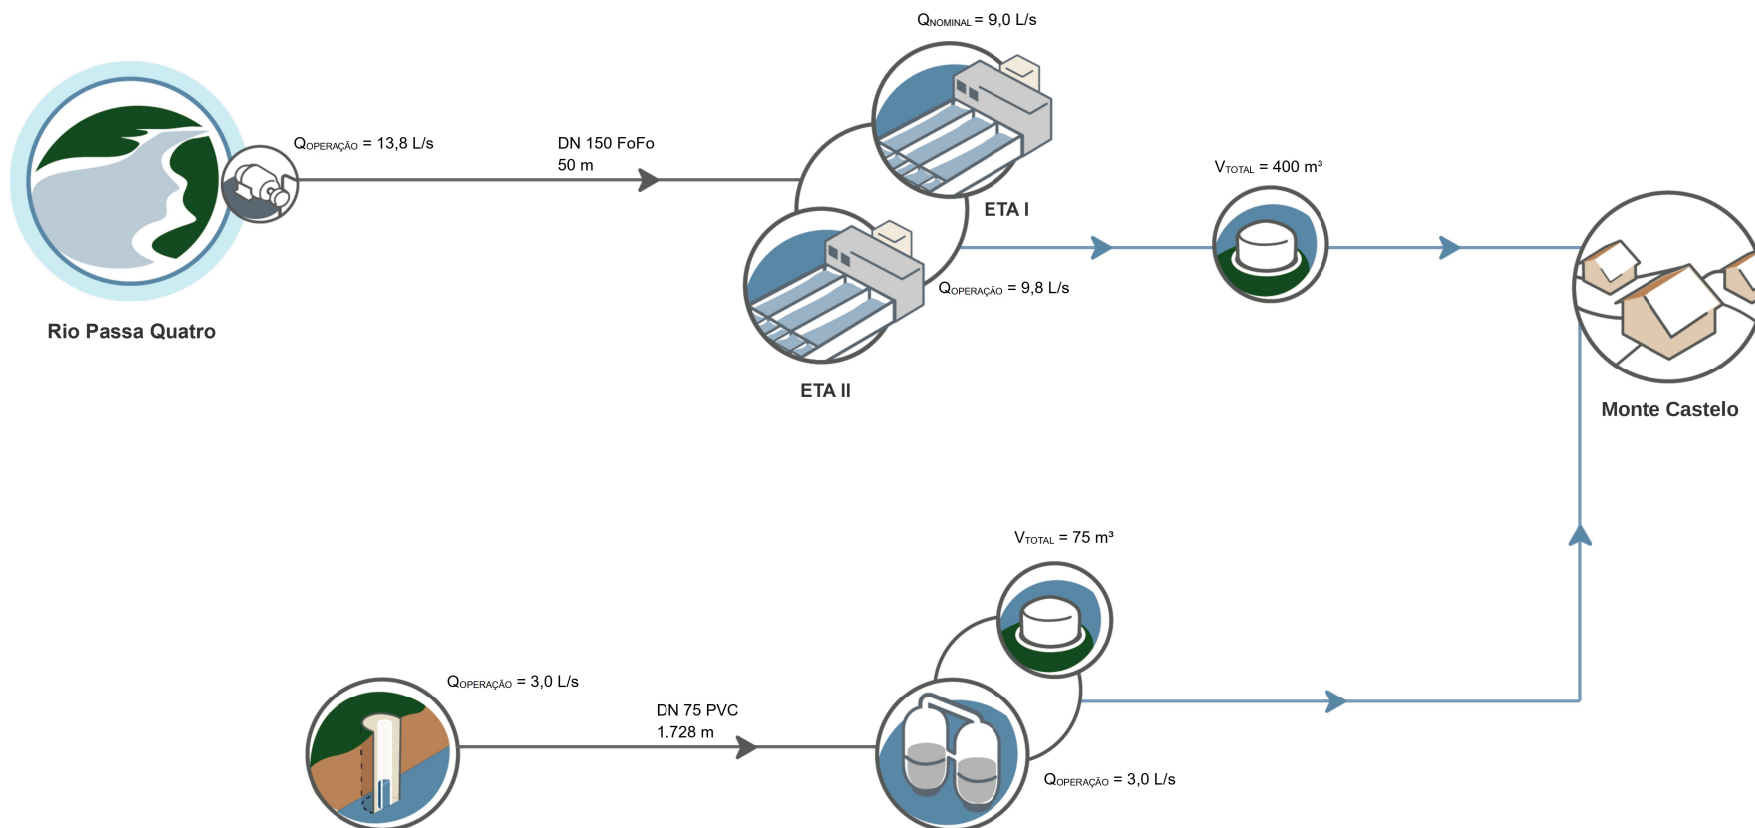 QNOMINAL = 9,0 L/s
QOPERAÇÃO = 13,8 L/s
DN 150 FoFo
50 m
VTOTAL = 400 m³
ETA I
QOPERAÇÃO = 9,8 L/s
Rio Passa Quatro
ETA II
Monte Castelo
VTOTAL = 75 m³
QOPERAÇÃO = 3,0 L/s
DN 75 PVC
1.728 m
QOPERAÇÃO = 3,0 L/s